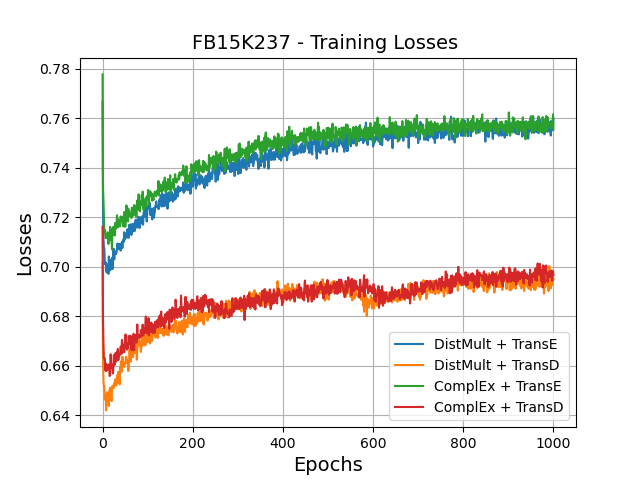 FB15K237 - Training Losses
Losses
0.78
0.76
0.74
0.72
0.70
0.68
0.66
0.64
DistMult + TransE
DistMult + TransD
ComplEx + TransE
ComplEx + TransD
0 200 400 600 800 1000
Epochs